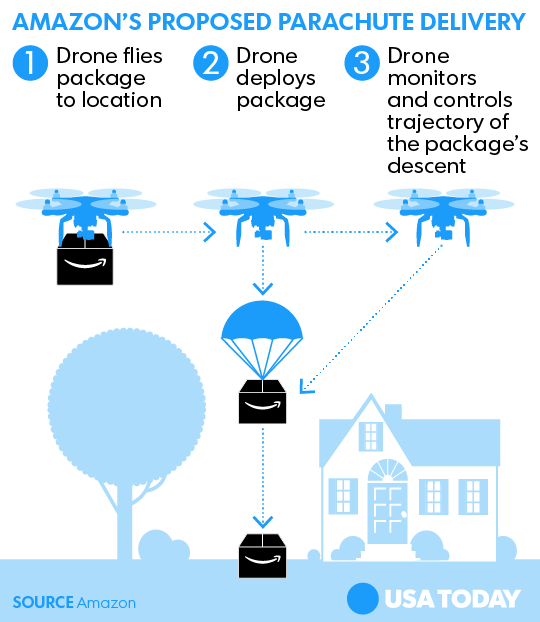 AMAZON'S PROPOSED PARACHUTE DELIVERY
1 Drone flies
package
to location
2 Drone
deploys
package
3 Drone
monitors
and controls
trajectory of
the package's
descent
SOURCE Amazon
USA TODAY